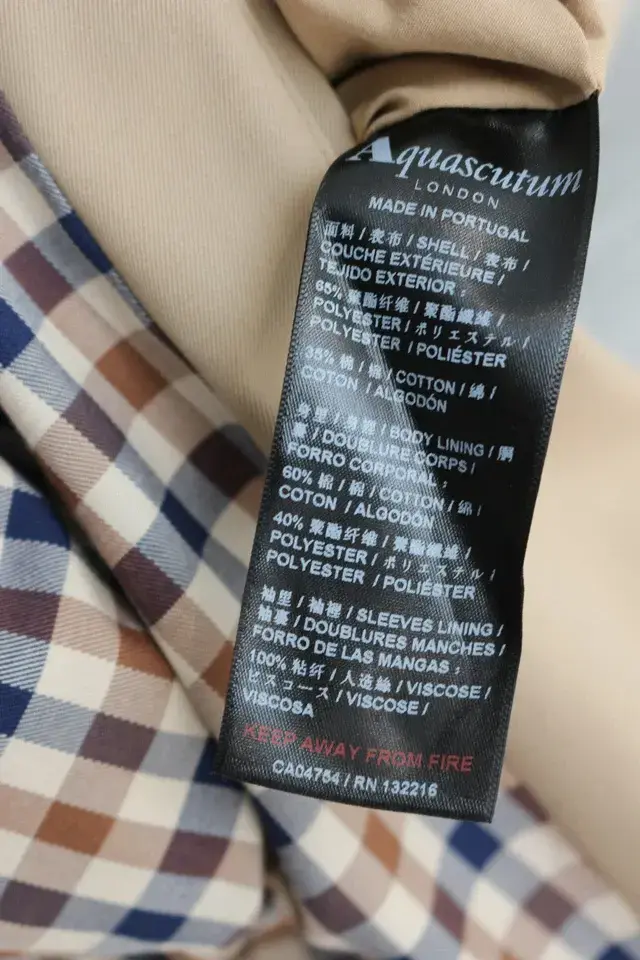 Aquascutum
LONDON
MADE IN PORTUGAL
面料 / 表布 / SHELL / 表布 /
COUCHE EXTÉRIEURE /
TEJIDO EXTERIOR
65% 聚酯纤维 / 聚酯纖維 /
POLYESTER / ポリエステル /
POLYESTER / POLIÉSTER
35% 棉 / 綿 / COTTON / 綿 /
COTON / ALGODÓN
身里 / 身裡 / BODY LINING / 胴
裏 / DOUBLURE CORPS /
FORRO CORPORAL ;
60% 棉 / 綿 / COTTON / 綿 /
COTON / ALGODÓN
40% 聚酯纤维 / 聚酯纖維 /
POLYESTER / ポリエステル /
POLYESTER / POLIÉSTER
袖里 / 袖裡 / SLEEVES LINING /
袖裏 / DOUBLURES MANCHES /
FORRO DE LAS MANGAS ;
100% 粘纤 / 人造絲 / VISCOSE /
ビスコース / VISCOSE /
VISCOSA
KEEP AWAY FROM FIRE
CA04754 / RN 132216